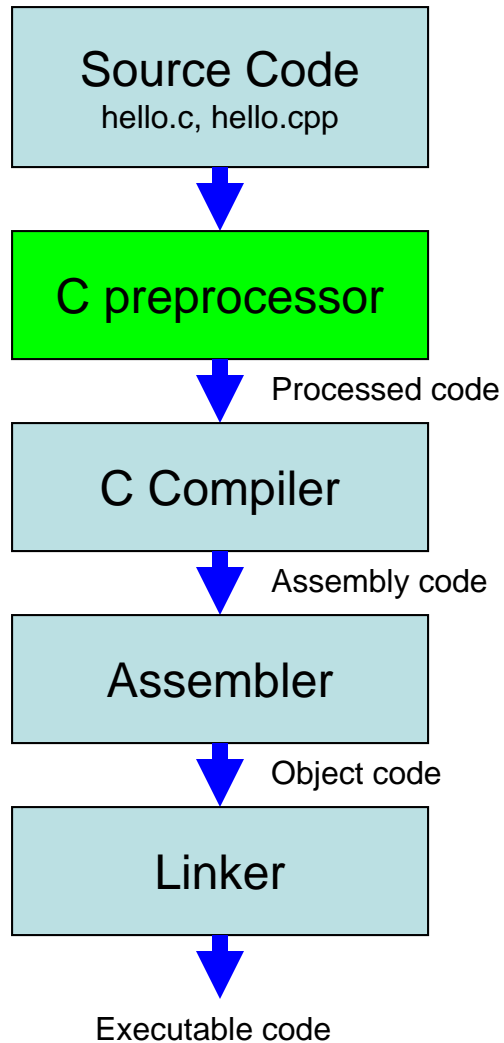 Source Code
hello.c, hello.cpp
C preprocessor
Processed code
C Compiler
Assembly code
Assembler
Object code
Linker
Executable code